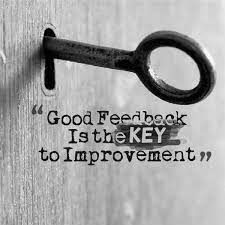 “Good Feedback
Is the KEY
to Improvement”